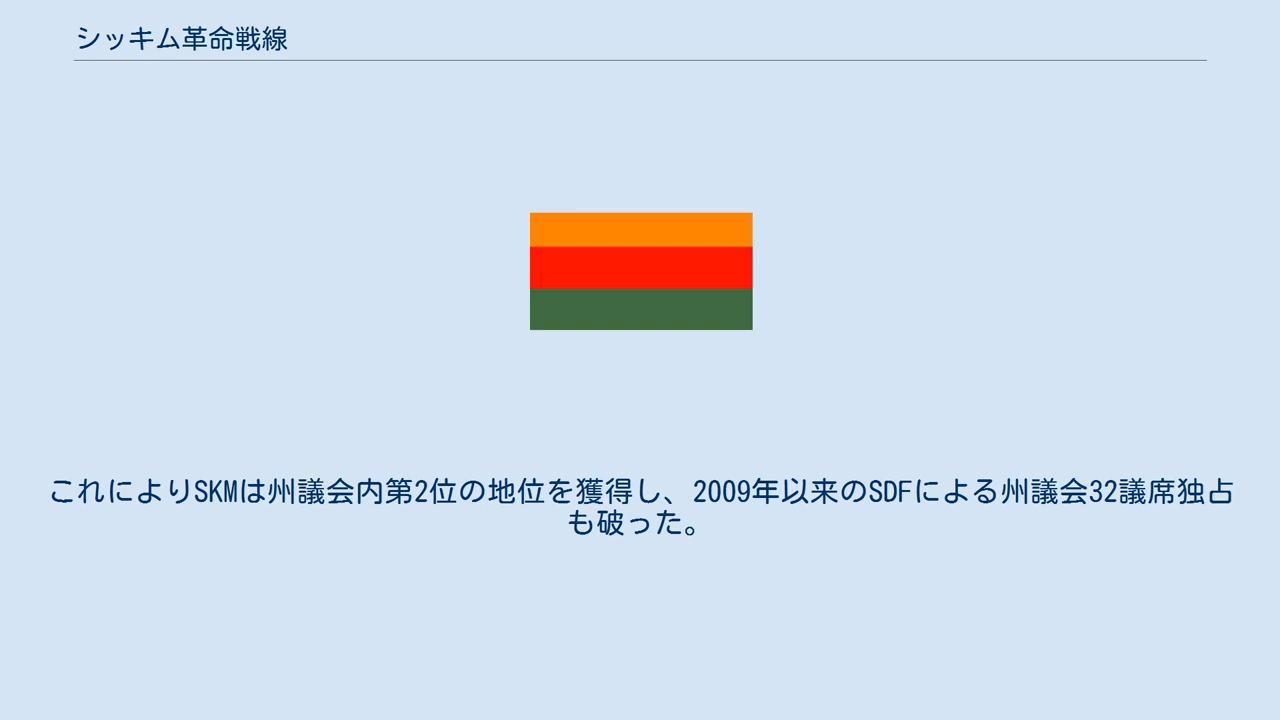 シッキム革命戦線
これによりSKMは州議会内第2位の地位を獲得し、2009年以来のSDFによる州議会32議席独占
も破った。